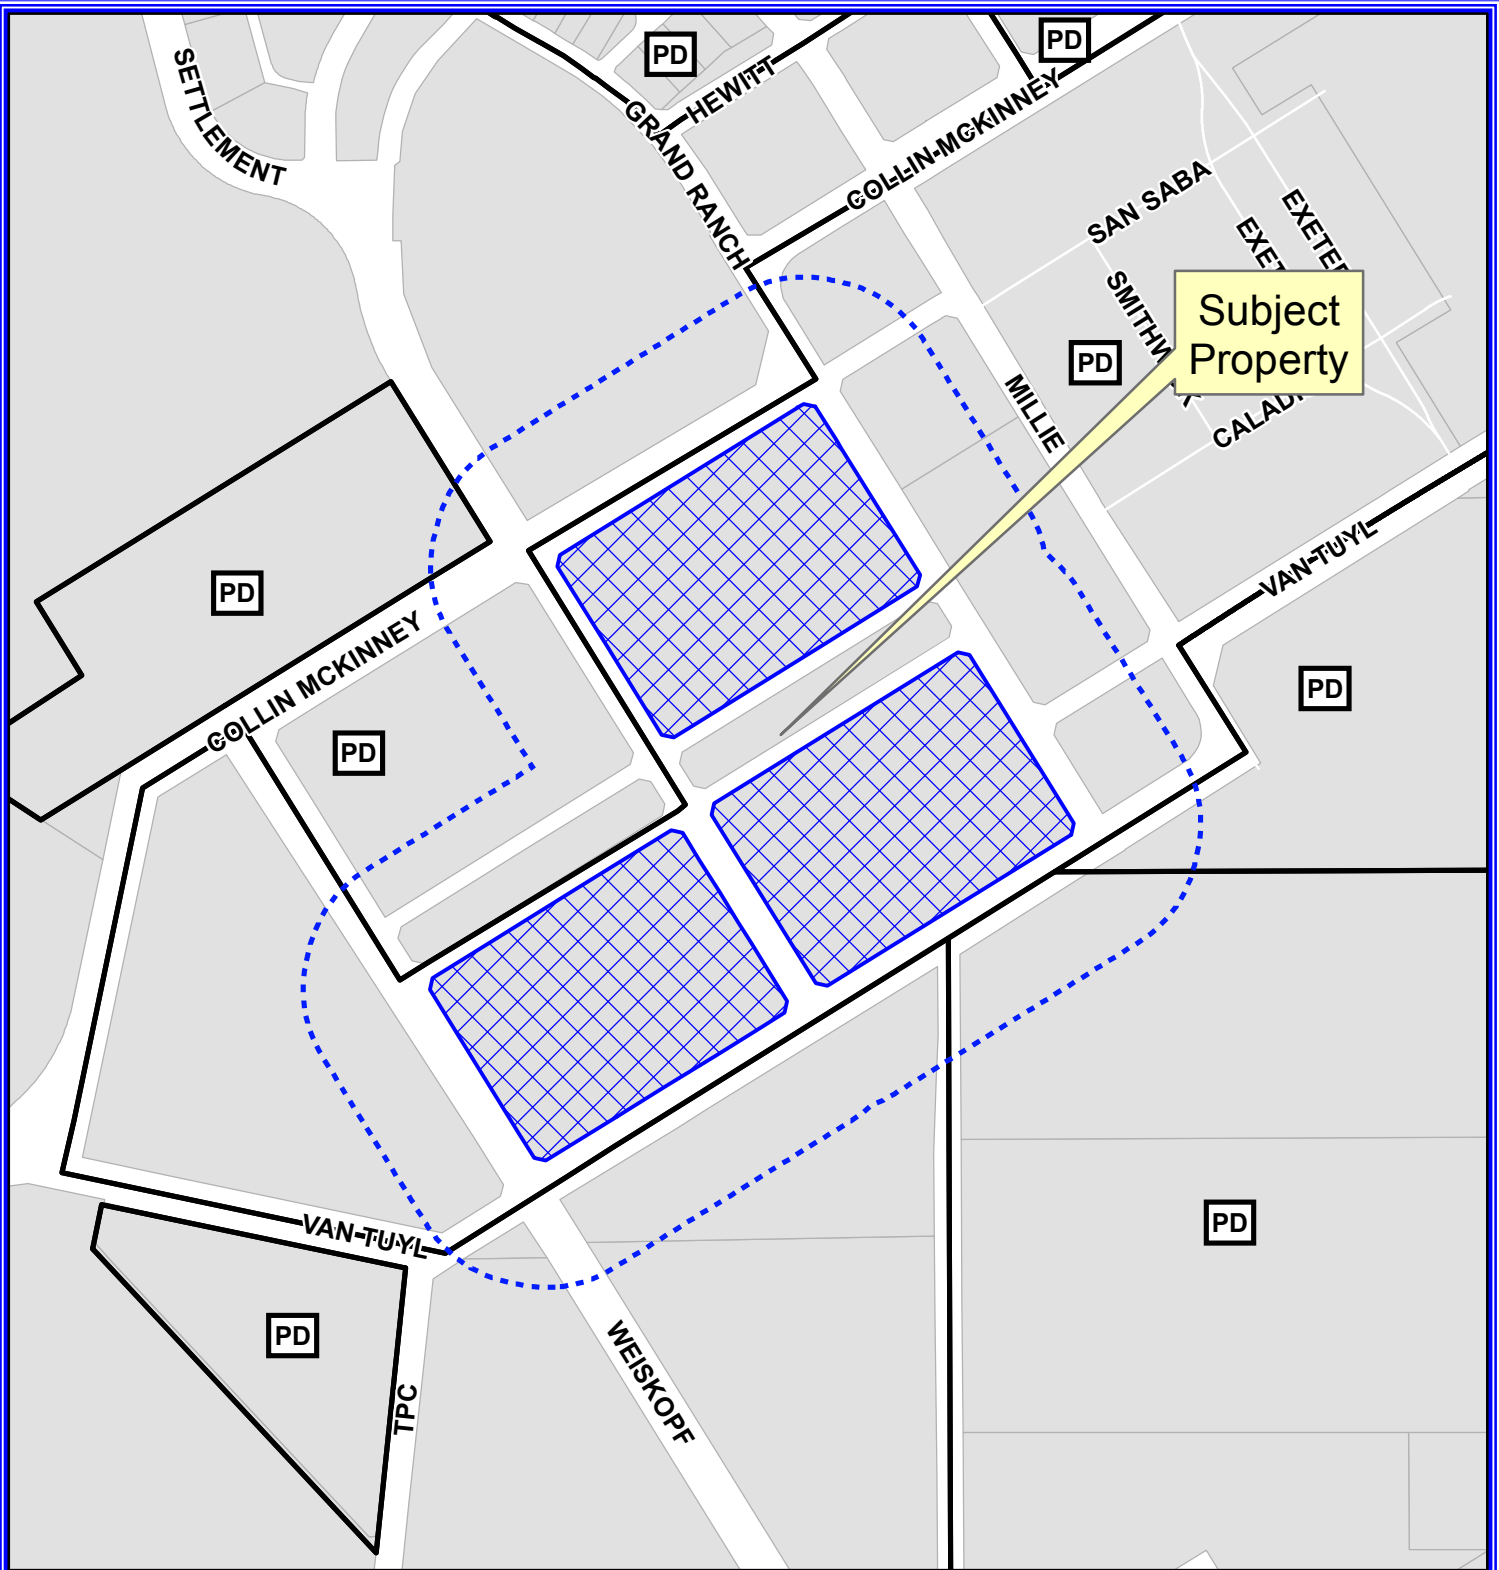 PD
PD
SETTLEMENT
HEWITT
GRAND RANCH
COLLIN-MCKINNEY
SAN SABA
EXETER
Subject
Property
PD
MILLIE
VAN-TUYL
PD
COLLIN MCKINNEY
PD
PD
VAN-TUYL
PD
PD
WEISKOPF
TPC